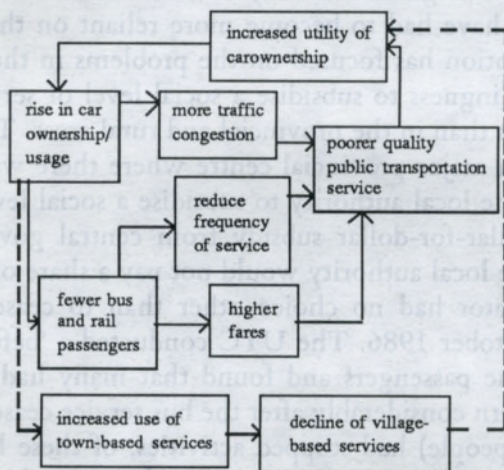 increased utility of
carownership
rise in car
ownership/
usage
more traffic
congestion
poorer quality
public transportation
service
reduce
frequency
of service
fewer bus
and rail
passengers
higher
fares
increased use of
town-based services
decline of village-
based services